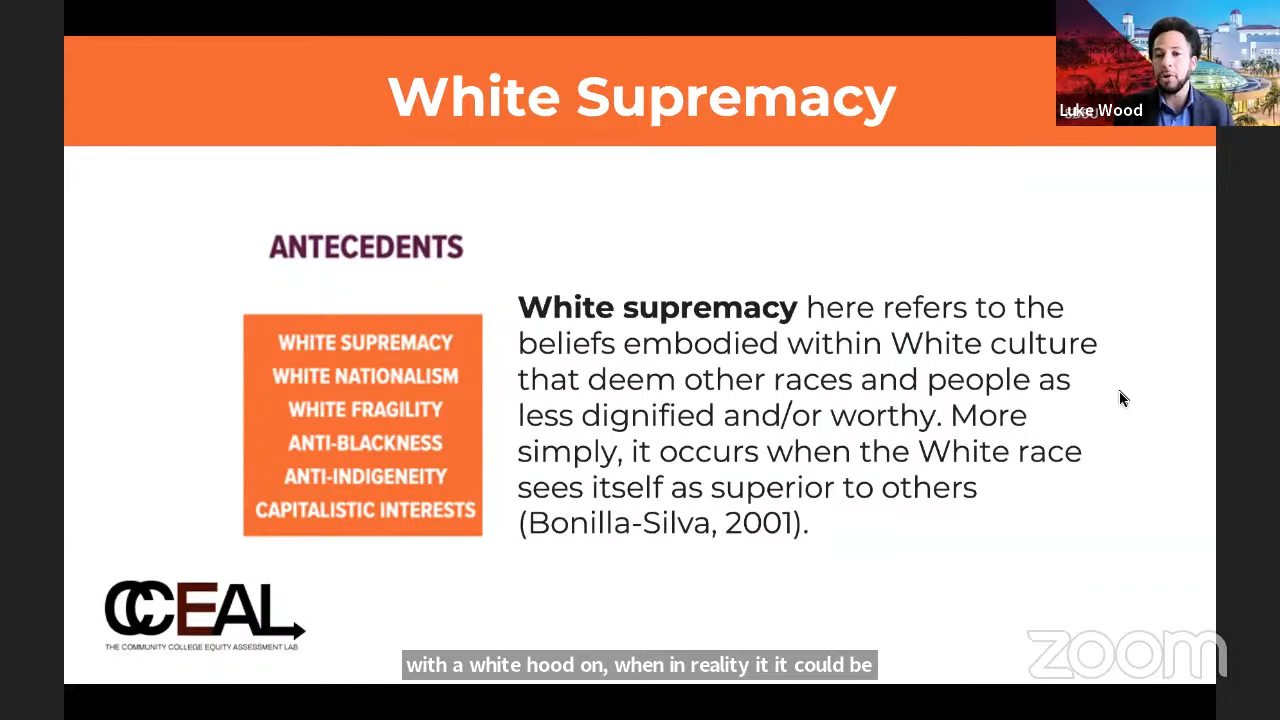 White Supremacy
Luke Wood
ANTECEDENTS
WHITE SUPREMACY
WHITE NATIONALISM
WHITE FRAGILITY
ANTI-BLACKNESS
ANTI-INDIGENEITY
CAPITALISTIC INTERESTS
White supremacy here refers to the
beliefs embodied within White culture
that deem other races and people as
less dignified and/or worthy. More
simply, it occurs when the White race
sees itself as superior to others
(Bonilla-Silva, 2001).
CCEAL
THE COMMUNITY COLLEGE EQUITY ASSESSMENT LAB
with a white hood on, when in reality it it could be
zoom